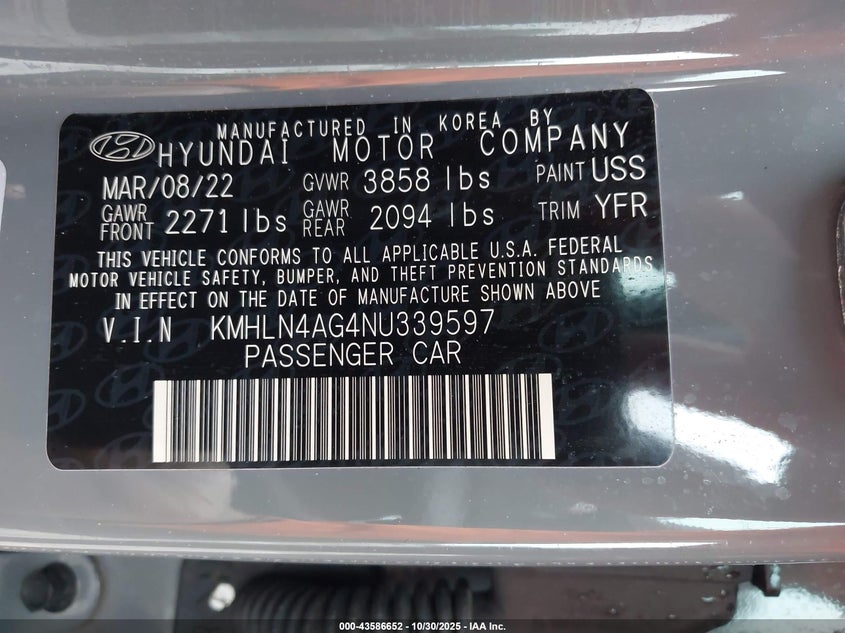 MANUFACTURED IN KOREA BY
HYUNDAI MOTOR COMPANY
MAR/08/22 GVWR 3858 lbs PAINT USS
GAWR FRONT 2271 lbs GAWR REAR 2094 lbs TRIM YFR
THIS VEHICLE CONFORMS TO ALL APPLICABLE U.S.A. FEDERAL
MOTOR VEHICLE SAFETY, BUMPER, AND THEFT PREVENTION STANDARDS
IN EFFECT ON THE DATE OF MANUFACTURE SHOWN ABOVE
V.I.N KMHLN4AG4NU339597
PASSENGER CAR
000-43586652 - 10/30/2025 - IAA Inc.